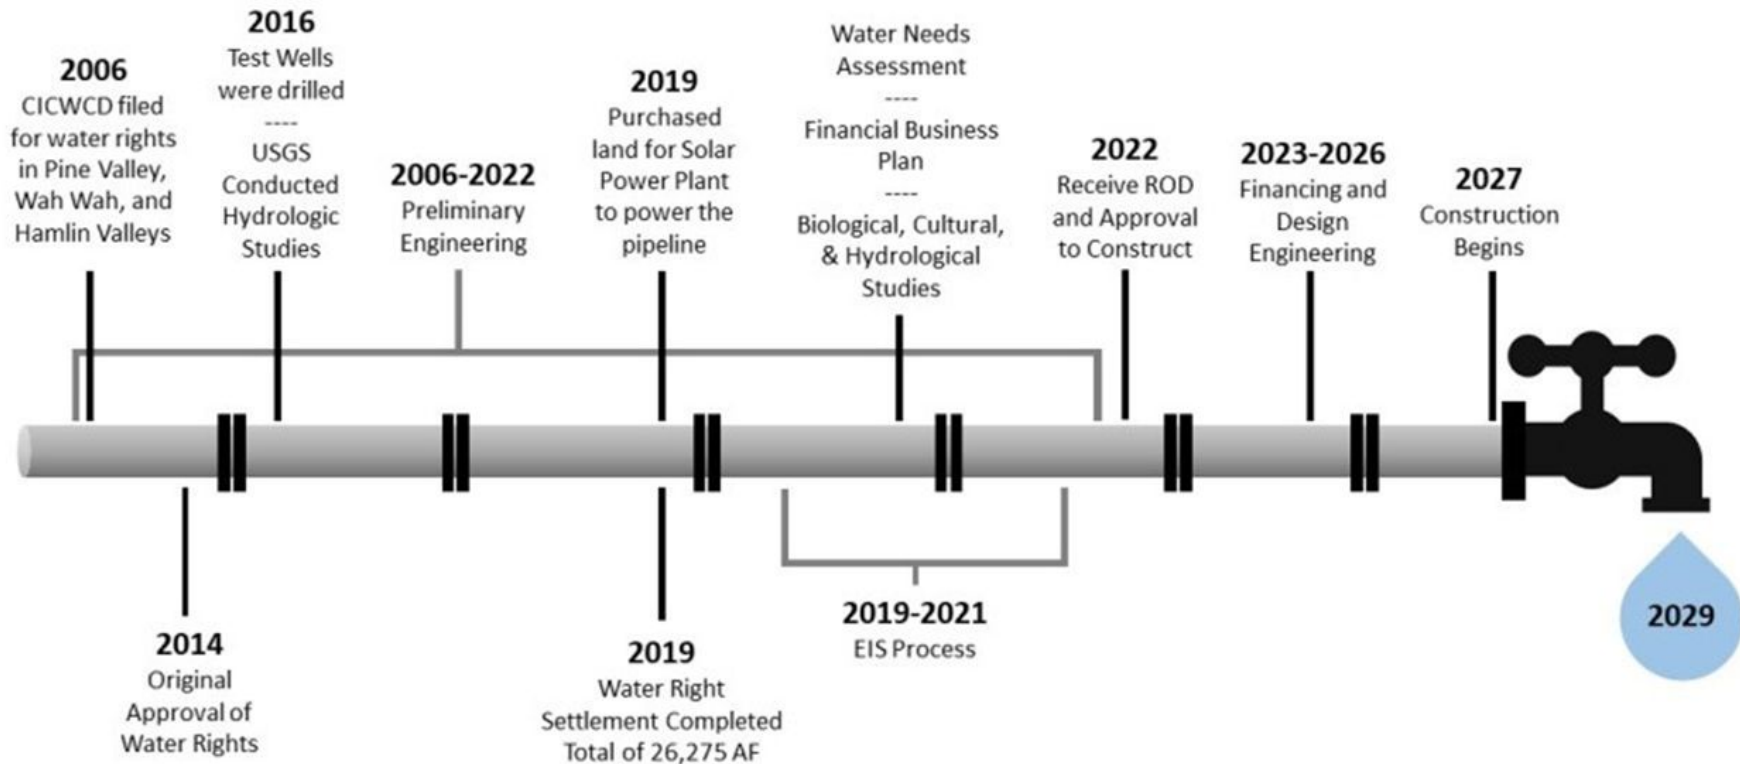 2006
CICWCD filed
for water rights
in Pine Valley,
Wah Wah, and
Hamlin Valleys
2016
Test Wells
were drilled
----
USGS
Conducted
Hydrologic
Studies
2006-2022
Preliminary
Engineering
2019
Purchased
land for Solar
Power Plant
to power the
pipeline
Water Needs
Assessment
----
Financial Business
Plan
----
Biological, Cultural,
& Hydrological
Studies
2022
Receive ROD
and Approval
to Construct
2023-2026
Financing and
Design
Engineering
2027
Construction
Begins
2014
Original
Approval of
Water Rights
2019
Water Right
Settlement Completed
Total of 26,275 AF
2019-2021
EIS Process
2029